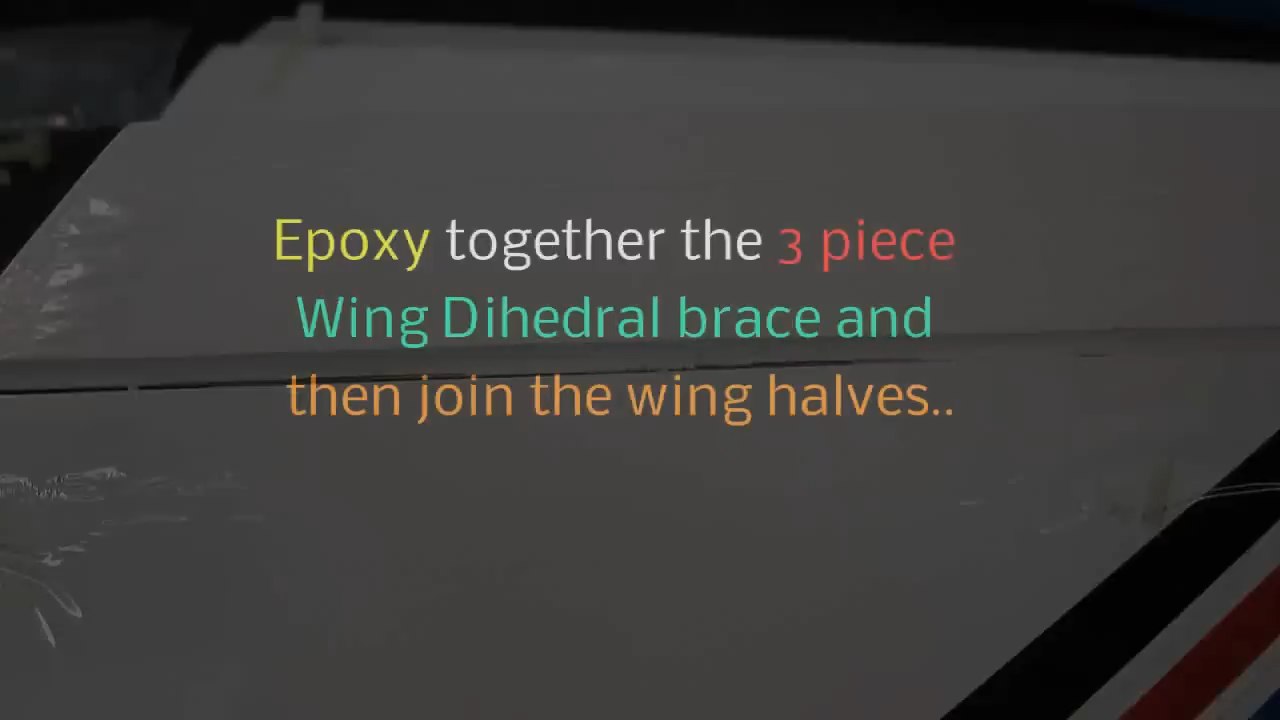 Epoxy together the 3 piece
Wing Dihedral brace and
then join the wing halves..